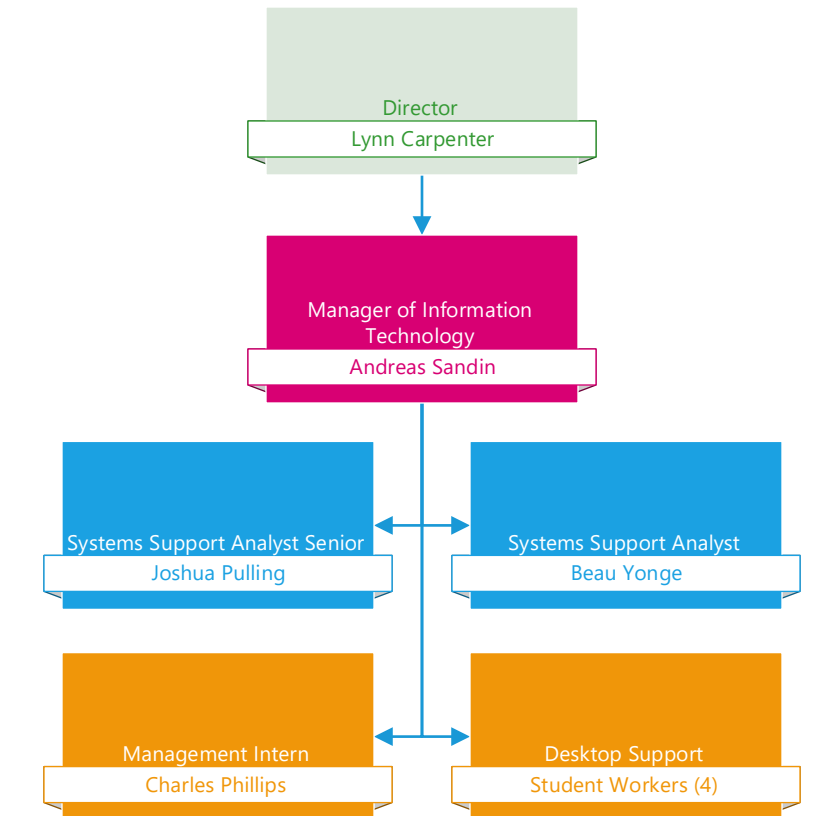 Director
Lynn Carpenter
Manager of Information
Technology
Andreas Sandin
Systems Support Analyst Senior
Joshua Pulling
Systems Support Analyst
Beau Yonge
Management Intern
Charles Phillips
Desktop Support
Student Workers (4)